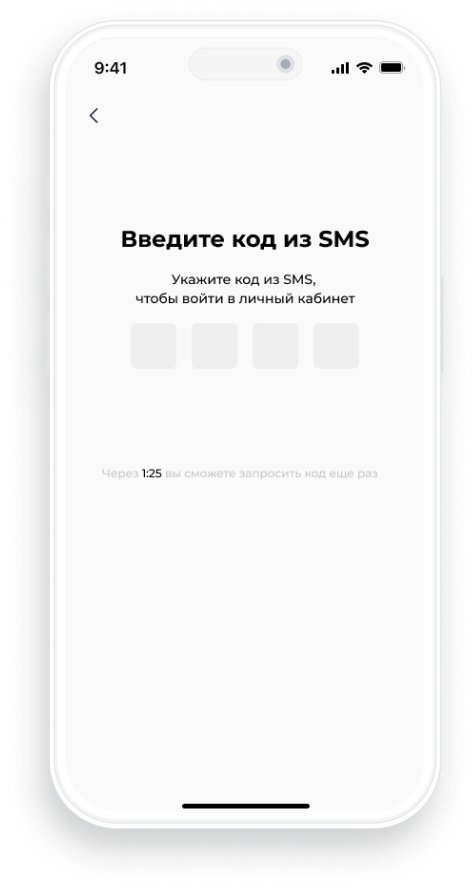 9:41
Введите код из SMS
Укажите код из SMS,
чтобы войти в личный кабинет
Через 1:25 вы сможете запросить код еще раз